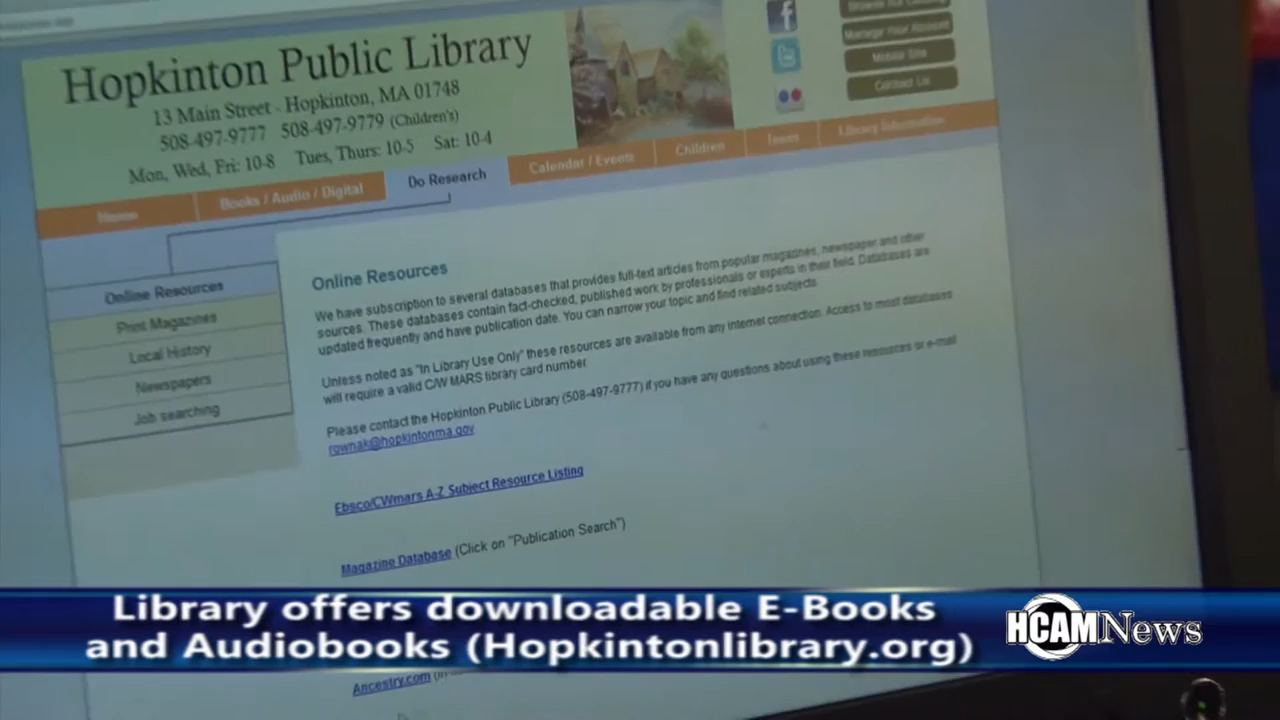 Hopkinton Public Library
13 Main Street - Hopkinton, MA 01748
508-497-9777 508-497-9779 (Children's)
Mon, Wed, Fri: 10-8 Tues, Thurs: 10-5 Sat: 10-4
Manage Your Account
Mobile Site
Contact Us
Home
Books / Audio / Digital
Do Research
Calendar / Events
Children
Teens
Library Information
Online Resources
Print Magazines
Local History
Newspapers
Job searching
Online Resources
We have subscription to several databases that provides full-text articles from popular magazines, newspaper and other
sources. These databases contain fact-checked, published work by professionals or experts in their field. Databases are
updated frequently and have publication date. You can narrow your topic and find related subjects.
Unless noted as "In Library Use Only" these resources are available from any internet connection. Access to most databases
will require a valid C/W MARS library card number
Please contact the Hopkinton Public Library (508-497-9777) if you have any questions about using these resources or e-mail
rownak@hopkintonma.gov
Ebsco/CWmars A-Z Subject Resource Listing
Magazine Database (Click on "Publication Search")
Library offers downloadable E-Books
and Audiobooks (Hopkintonlibrary.org)
HCAM News
Ancestry.com